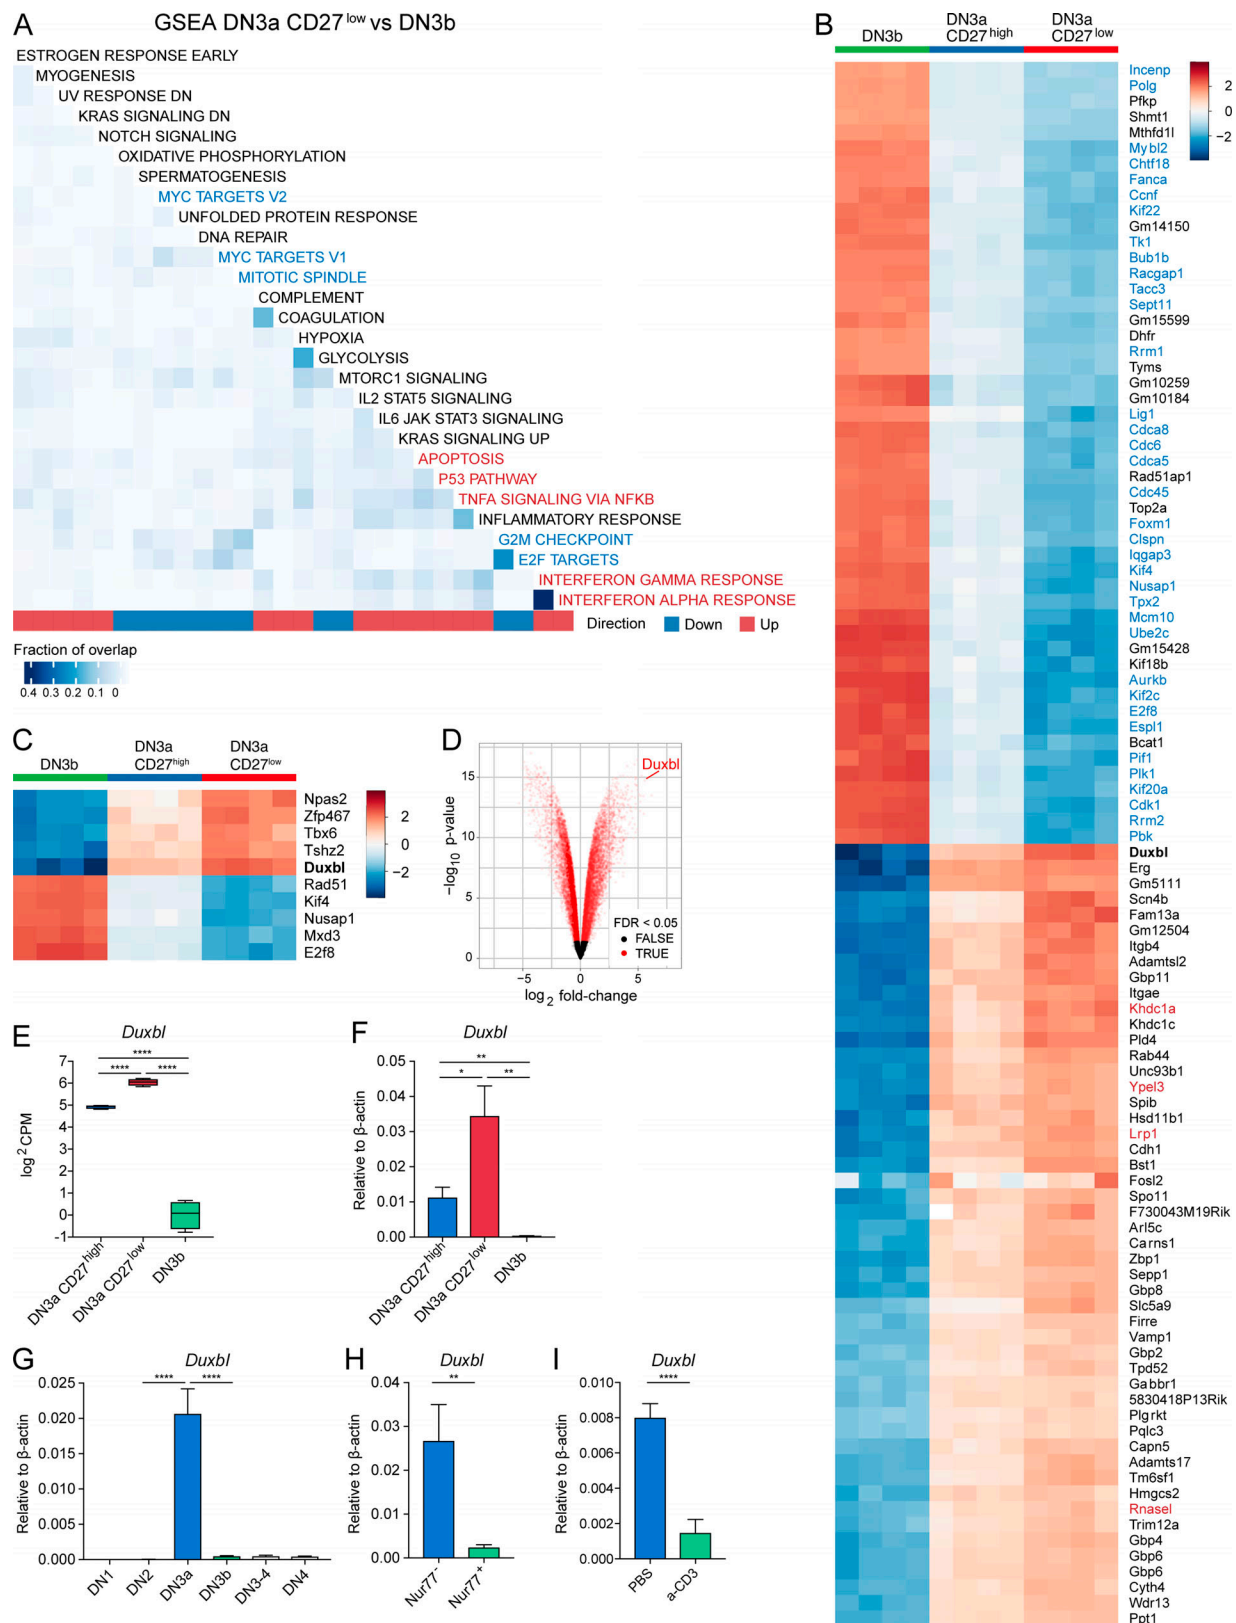 A
GSEA DN3a CD27low vs DN3b
ESTROGEN RESPONSE EARLY
MYOGENESIS
UV RESPONSE DN
KRAS SIGNALING DN
NOTCH SIGNALING
OXIDATIVE PHOSPHORYLATION
SPERMATOGENESIS
MYC TARGETS V2
UNFOLDED PROTEIN RESPONSE
DNA REPAIR
MYC TARGETS V1
MITOTIC SPINDLE
COMPLEMENT
COAGULATION
HYPOXIA
GLYCOLYSIS
MTORC1 SIGNALING
IL2 STAT5 SIGNALING
IL6 JAK STAT3 SIGNALING
KRAS SIGNALING UP
APOPTOSIS
P53 PATHWAY
TNFA SIGNALING VIA NFKB
INFLAMMATORY RESPONSE
G2M CHECKPOINT
E2F TARGETS
INTERFERON GAMMA RESPONSE
INTERFERON ALPHA RESPONSE
Direction Down Up
Fraction of overlap
0.4 0.3 0.2 0.1 0
B
DN3b
DN3a CD27high
DN3a CD27low
2
0
−2
Incenp
Polg
Pfkp
Shmt1
Mthfd1l
Mybl2
Chtf18
Fanca
Ccnf
Kif22
Gm14150
Tk1
Bub1b
Racgap1
Tacc3
Sept11
Gm15599
Dhfr
Rrm1
Tyms
Gm10259
Gm10184
Lig1
Cdca8
Cdc6
Cdca5
Rad51ap1
Cdc45
Top2a
Foxm1
Clspn
Iqgap3
Kif4
Nusap1
Tpx2
Mcm10
Ube2c
Gm15428
Kif18b
Aurkb
Kif2c
E2f8
Espl1
Bcat1
Pif1
Plk1
Kif20a
Cdk1
Rrm2
Pbk
Duxbl
Erg
Gm5111
Scn4b
Fam13a
Gm12504
Itgb4
Adamtsl2
Gbp11
Itgae
Khdc1a
Khdc1c
Pld4
Rab44
Unc93b1
Ypel3
Spib
Hsd11b1
Lrp1
Cdh1
Bst1
Fosl2
Spo11
F730043M19Rik
Arl5c
Carns1
Zbp1
Sepp1
Gbp8
Slc5a9
Firre
Vamp1
Gbp2
Tpd52
Gabbr1
5830418P13Rik
Plgrkt
Pqlc3
Capn5
Adamts17
Tm6sf1
Hmgcs2
Rnasel
Trim12a
Gbp4
Gbp6
Gbp6
Cyth4
Wdr13
Ppt1
C
DN3b
DN3a CD27high
DN3a CD27low
Npas2
Zfp467
Tbx6
Tshz2
Duxbl
Rad51
Kif4
Nusap1
Mxd3
E2f8
2
0
−2
D
Duxbl
−log10 p-value
15
10
5
0
FDR < 0.05
FALSE
TRUE
−5 0 5
log2 fold-change
E
Duxbl
****
**** ****
log2 CPM
7
6
5
4
3
2
1
0
-1
DN3a CD27high
DN3a CD27low
DN3b
F
Duxbl
**
* **
Relative to β-actin
0.05
0.04
0.03
0.02
0.01
0.00
DN3a CD27high
DN3a CD27low
DN3b
G
Duxbl
**** ****
Relative to β-actin
0.025
0.020
0.015
0.010
0.005
0.000
DN1 DN2 DN3a DN3b DN3-4 DN4
H
Duxbl
**
Relative to β-actin
0.04
0.03
0.02
0.01
0.00
Nur77- Nur77+
I
Duxbl
****
Relative to β-actin
0.010
0.008
0.006
0.004
0.002
0.000
PBS a-CD3